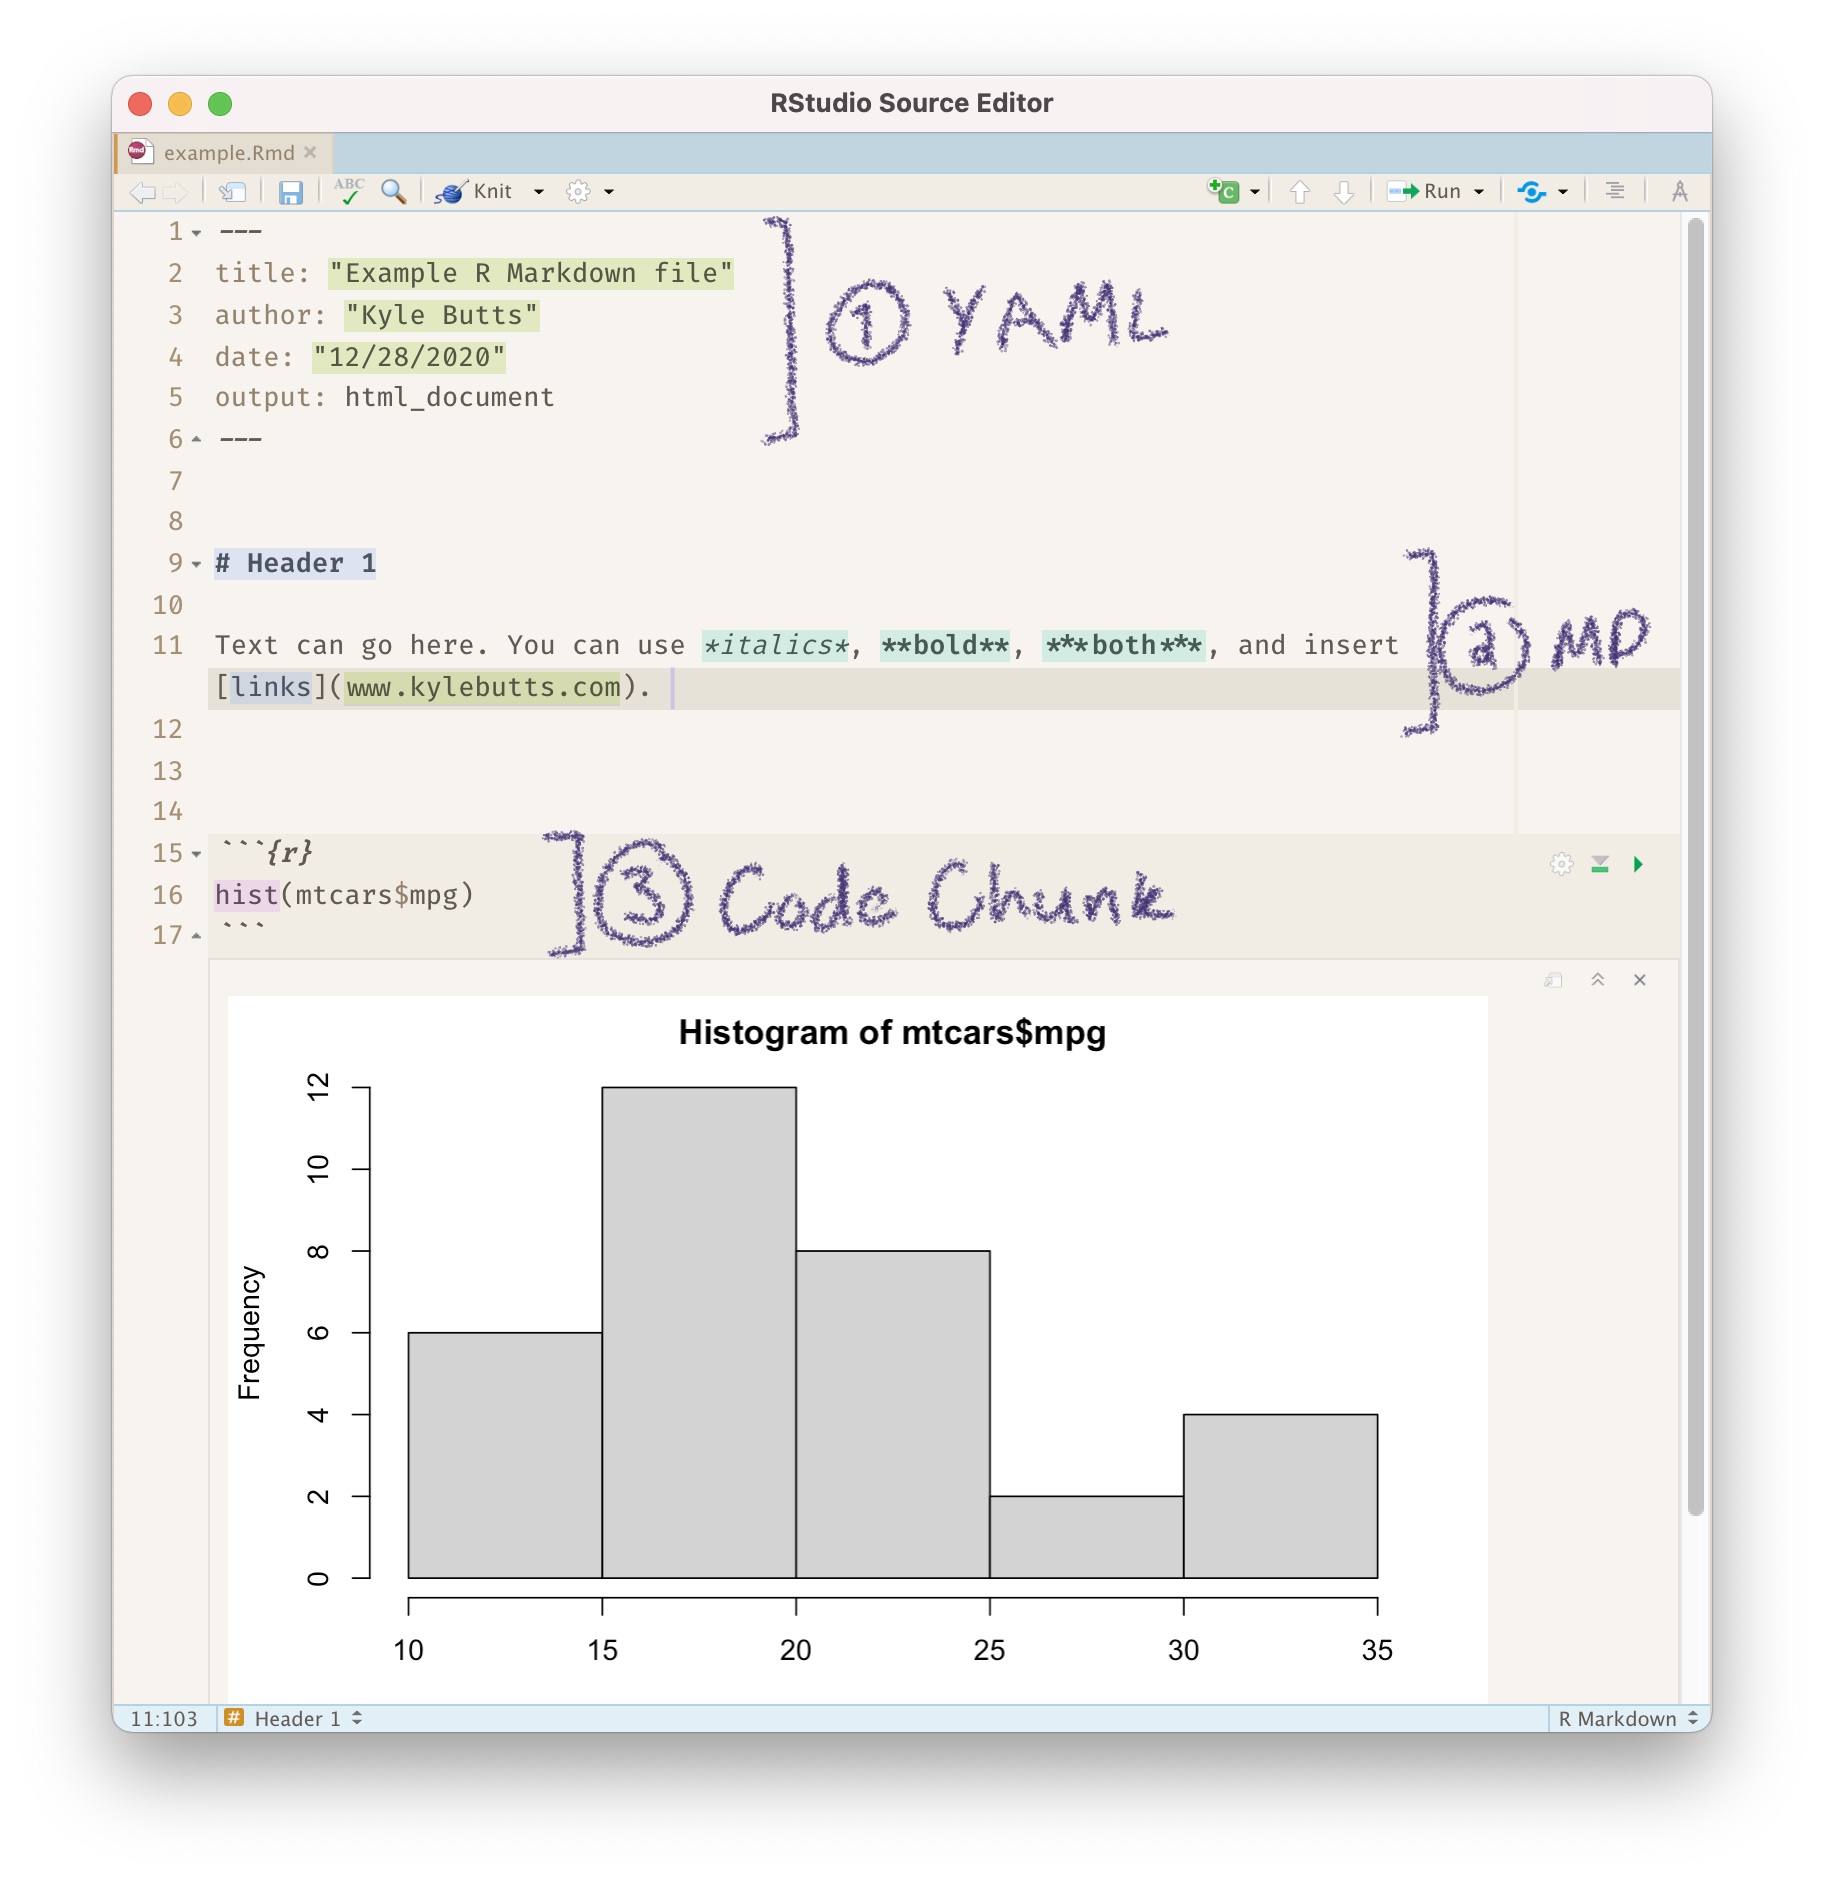 RStudio Source Editor
example.Rmd
ABC Knit Run
1 ---
2 title: "Example R Markdown file"
3 author: "Kyle Butts"
4 date: "12/28/2020"
5 output: html_document
6 ---
① YAML
7
8
9 # Header 1
10
11 Text can go here. You can use *italics*, **bold**, ***both***, and insert
[links](www.kylebutts.com).
② MD
12
13
14
15 ```{r}
16 hist(mtcars$mpg)
17 ```
③ Code Chunk
Histogram of mtcars$mpg
Frequency
12
10
8
6
4
2
0
10 15 20 25 30 35
11:103 # Header 1 R Markdown